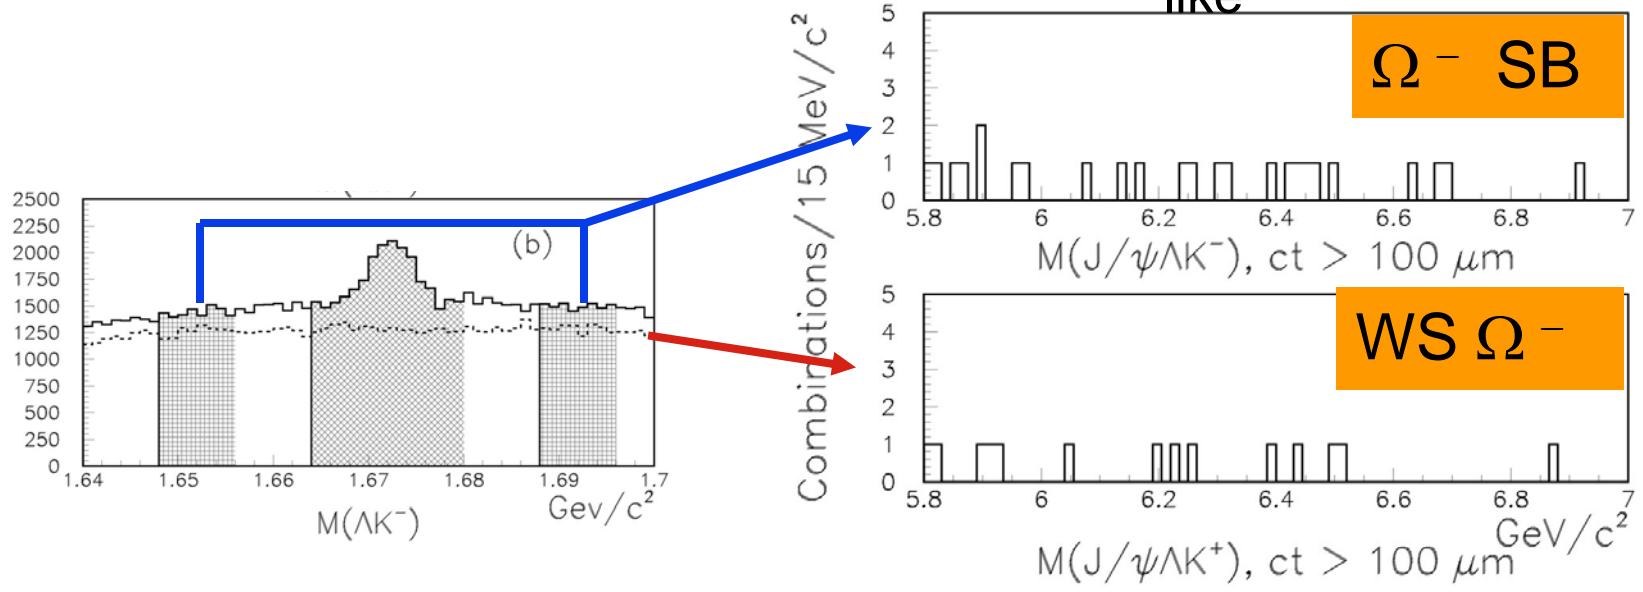 like
2500
2250
2000
1750
1500
1250
1000
750
500
250
0
(b)
1.64 1.65 1.66 1.67 1.68 1.69 1.7
Gev/c²
M(ΛK⁻)
Combinations/15 MeV/c²
5
4
3
2
1
0
Ω⁻ SB
5.8 6 6.2 6.4 6.6 6.8 7
M(J/ψΛK⁻), ct > 100 μm
5
4
3
2
1
0
WS Ω⁻
5.8 6 6.2 6.4 6.6 6.8 7
GeV/c²
M(J/ψΛK⁺), ct > 100 μm